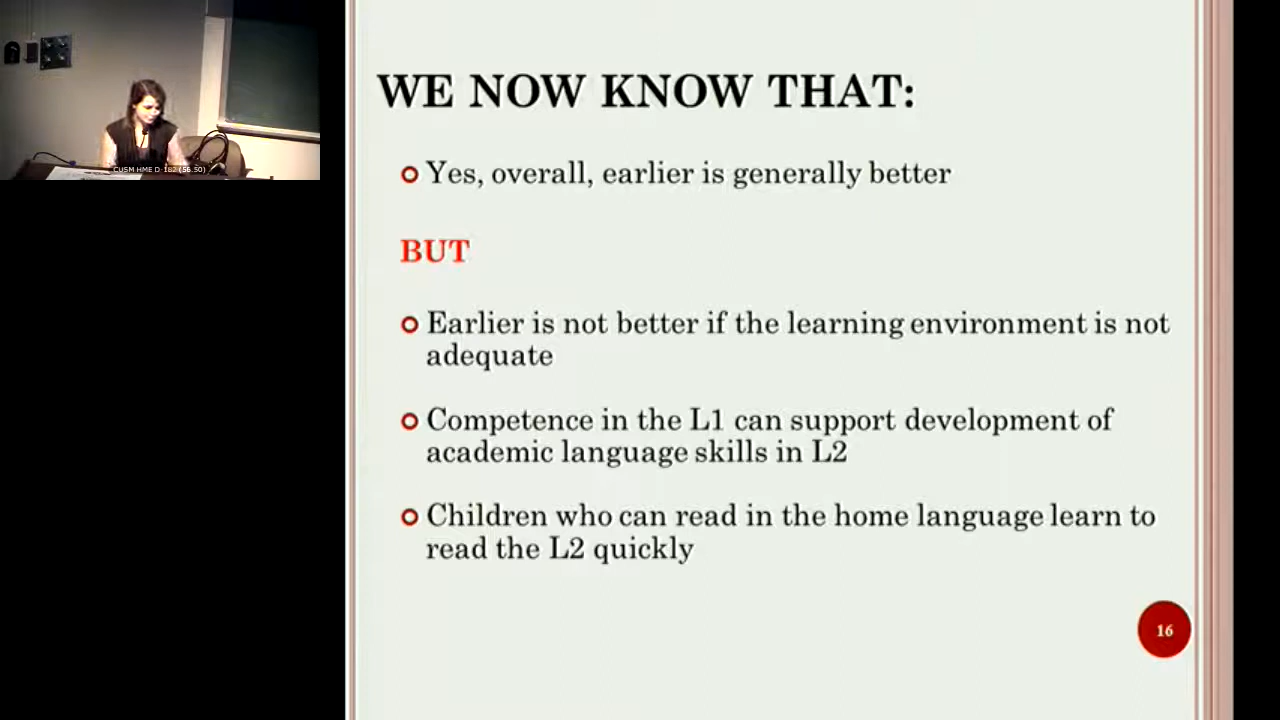 WE NOW KNOW THAT:
Yes, overall, earlier is generally better
BUT
Earlier is not better if the learning environment is not
adequate
Competence in the L1 can support development of
academic language skills in L2
Children who can read in the home language learn to
read the L2 quickly
16